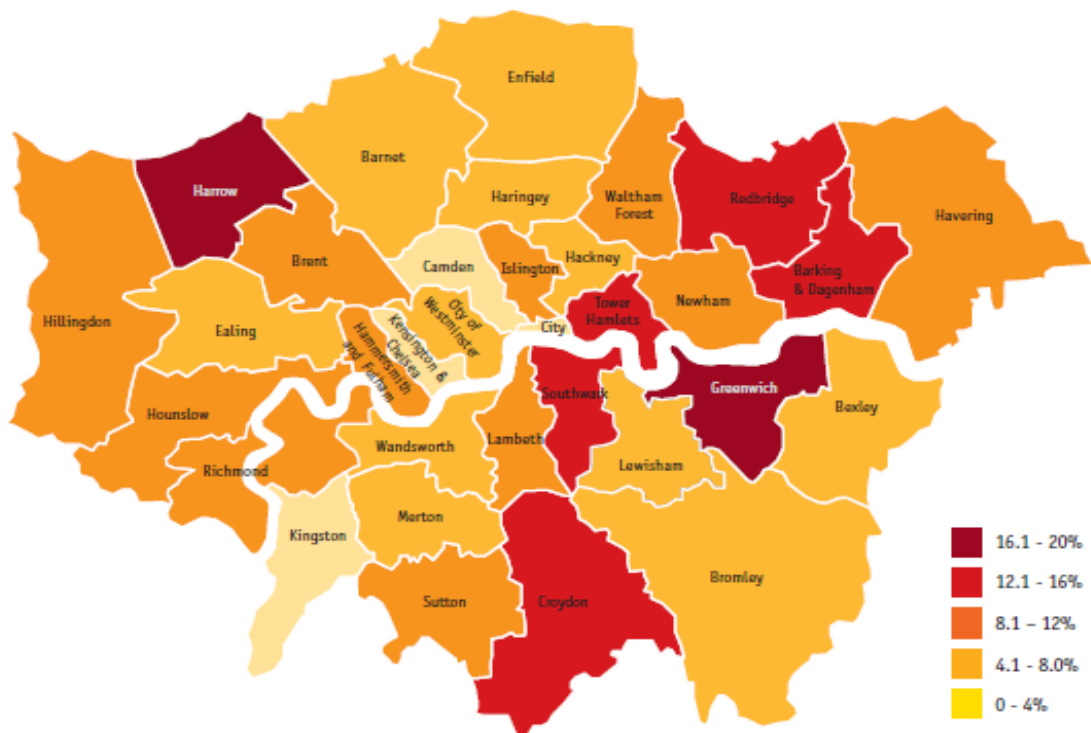 Enfield
Barnet
Harrow
Haringey
Waltham
Forest
Redbridge
Havering
Brent
Camden
Islington
Hackney
Barking
& Dagenham
Hillingdon
Ealing
City of
Westminster
Kensington &
Chelsea
Hammersmith
and Fulham
City
Tower
Hamlets
Newham
Hounslow
Southwark
Greenwich
Bexley
Richmond
Wandsworth
Lambeth
Lewisham
Kingston
Merton
Sutton
Croydon
Bromley
16.1 - 20%
12.1 - 16%
8.1 – 12%
4.1 - 8.0%
0 - 4%